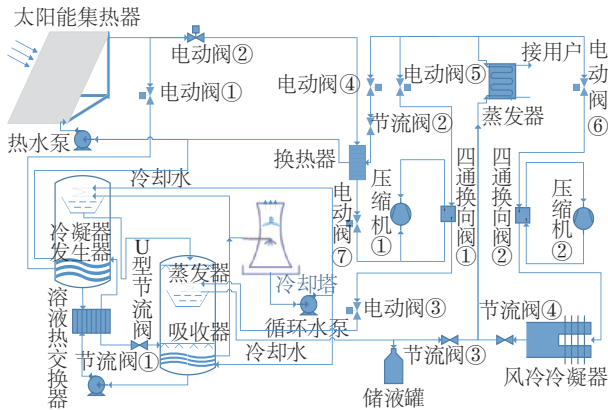 太阳能集热器
电动阀②
电动阀①
热水泵
冷却水
电动阀④
节流阀②
换热器
电动阀⑦
电动阀⑤
接用户
蒸发器
电动阀⑥
压缩机①
四通换向阀①
四通换向阀②
压缩机②
冷凝器
发生器
U型节流阀
蒸发器
吸收器
冷却塔
循环水泵
冷却水
溶液热交换器
节流阀①
电动阀③
节流阀③
节流阀④
储液罐
风冷冷凝器